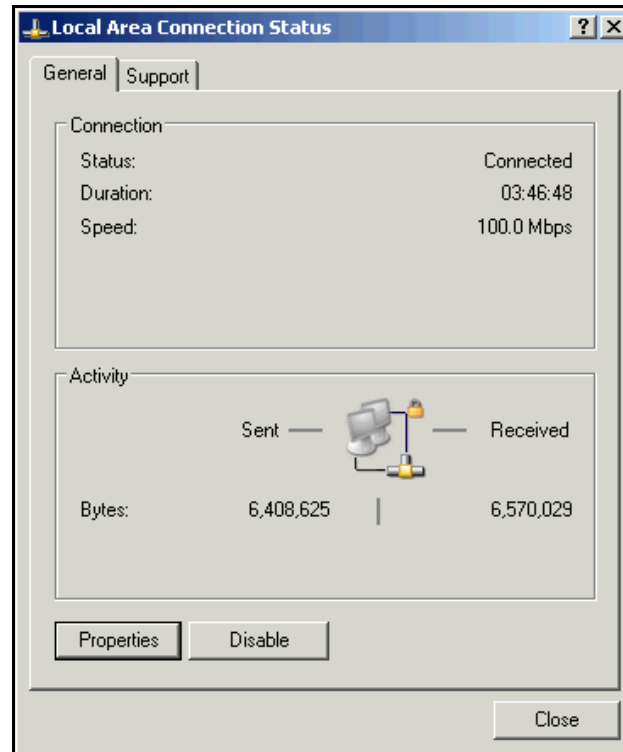 Local Area Connection Status
General Support
Connection
Status: Connected
Duration: 03:46:48
Speed: 100.0 Mbps
Activity
Sent Received
Bytes: 6,408,625 6,570,029
Properties Disable
Close